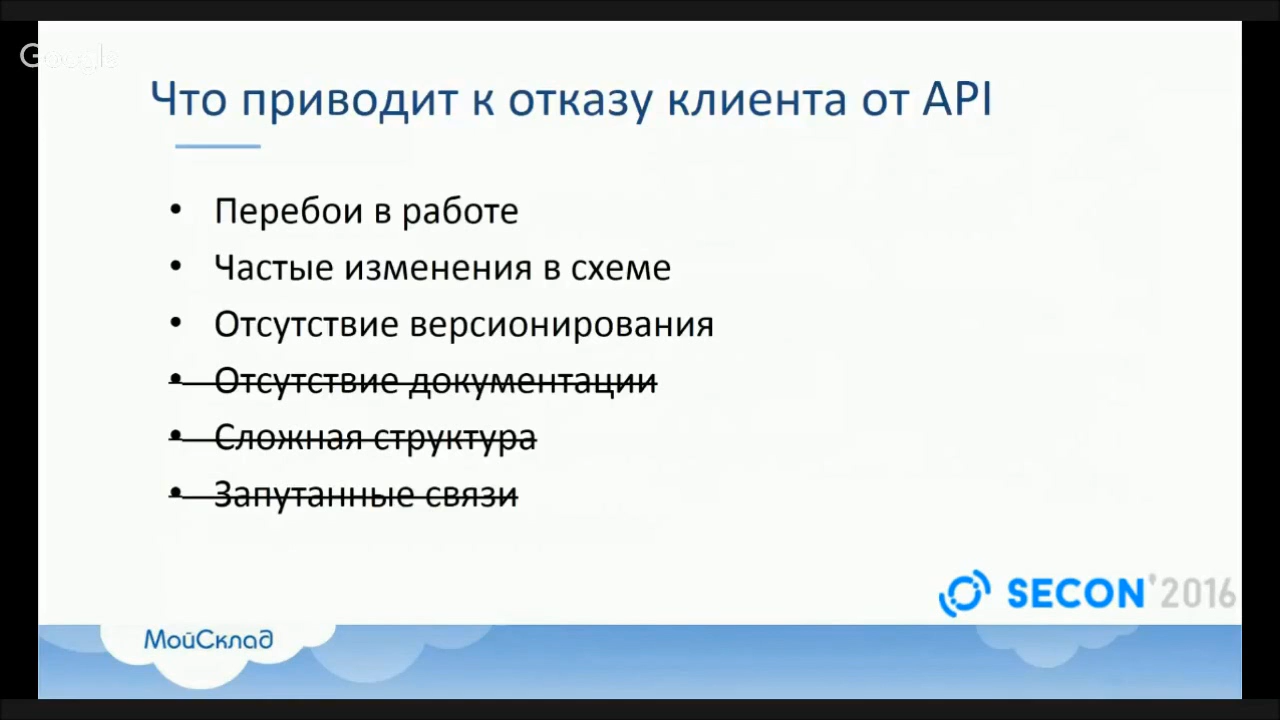 Google
Что приводит к отказу клиента от API
• Перебои в работе
• Частые изменения в схеме
• Отсутствие версионирования
• Отсутствие документации
• Сложная структура
• Запутанные связи
SECON'2016
МойСклад